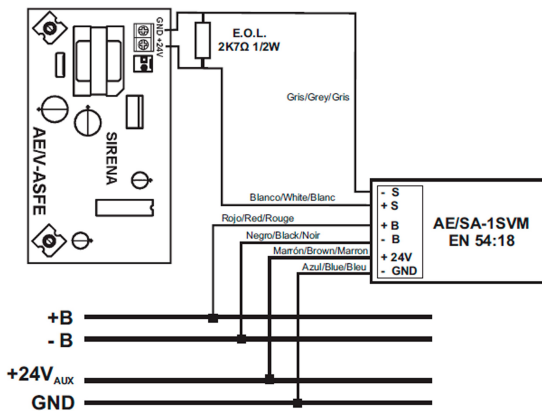 GND +24V
E.O.L.
2K7Ω 1/2W
AE/V-ASFE
SIRENA
Gris/Grey/Gris
Blanco/White/Blanc
Rojo/Red/Rouge
Negro/Black/Noir
Marrón/Brown/Marron
Azul/Blue/Bleu
- S
+ S
+ B
- B
+ 24V
- GND
AE/SA-1SVM
EN 54:18
+B
- B
+24VAUX
GND